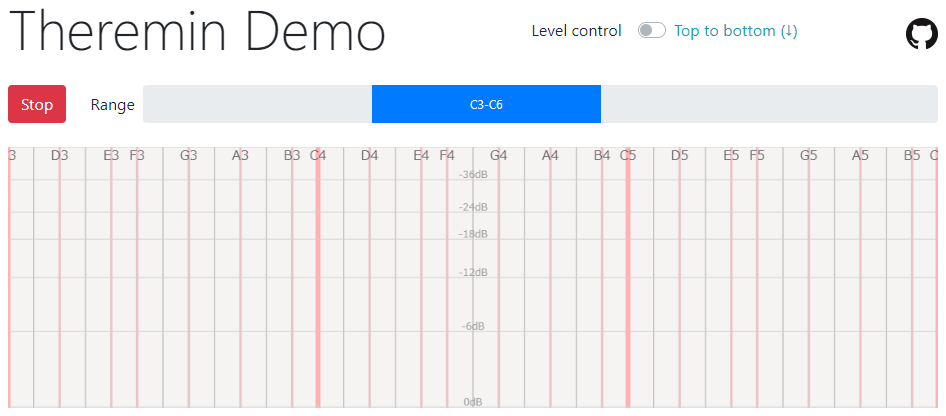 Theremin Demo
Level control Top to bottom (↓)
Stop Range C3-C6
3 D3 E3 F3 G3 A3 B3 C4 D4 E4 F4 G4 A4 B4 C5 D5 E5 F5 G5 A5 B5 C
-36dB
-24dB
-18dB
-12dB
-6dB
0dB